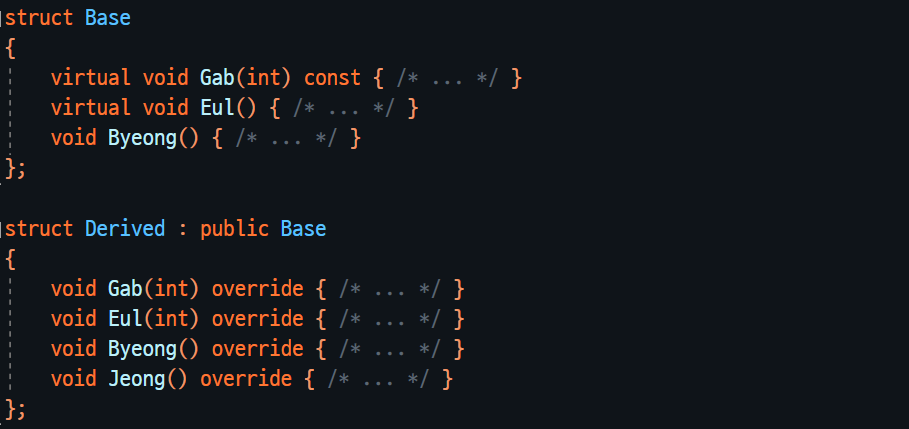 struct Base
{
    virtual void Gab(int) const { /* ... */ }
    virtual void Eul() { /* ... */ }
    void Byeong() { /* ... */ }
};

struct Derived : public Base
{
    void Gab(int) override { /* ... */ }
    void Eul(int) override { /* ... */ }
    void Byeong() override { /* ... */ }
    void Jeong() override { /* ... */ }
};